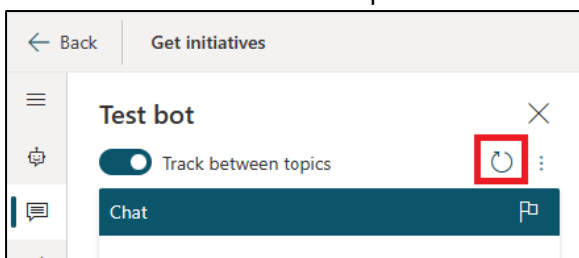 Back Get initiatives
Test bot
Track between topics
Chat